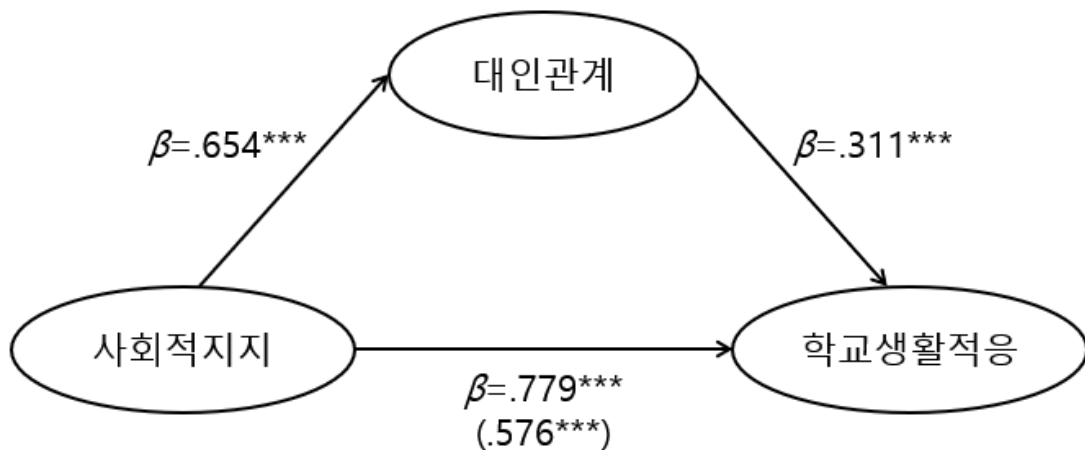 대인관계
β=.654***
β=.311***
사회적지지
학교생활적응
β=.779***
(.576***)